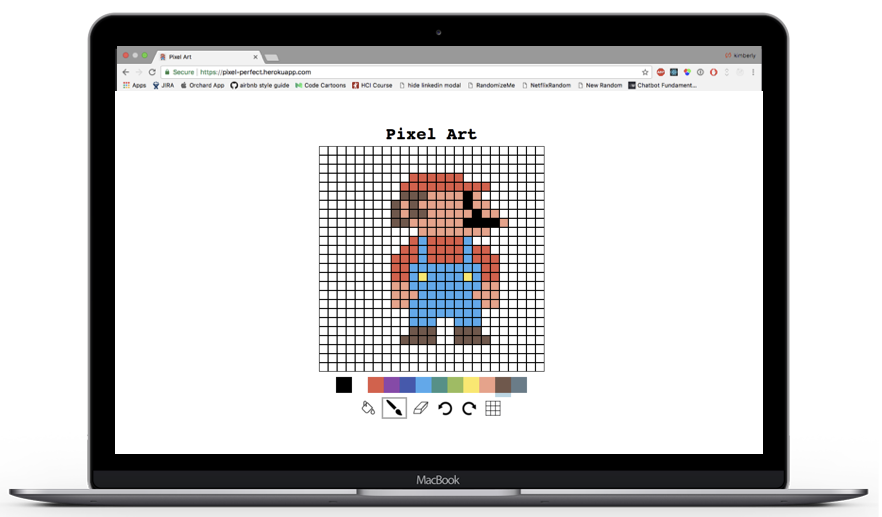 Pixel Art
kimberly
Secure | https://pixel-perfect.herokuapp.com
Apps JIRA Orchard App airbnb style guide Code Cartoons HCI Course hide linkedin modal RandomizeMe NetflixRandom New Random Chatbot Fundament...
Pixel Art
MacBook